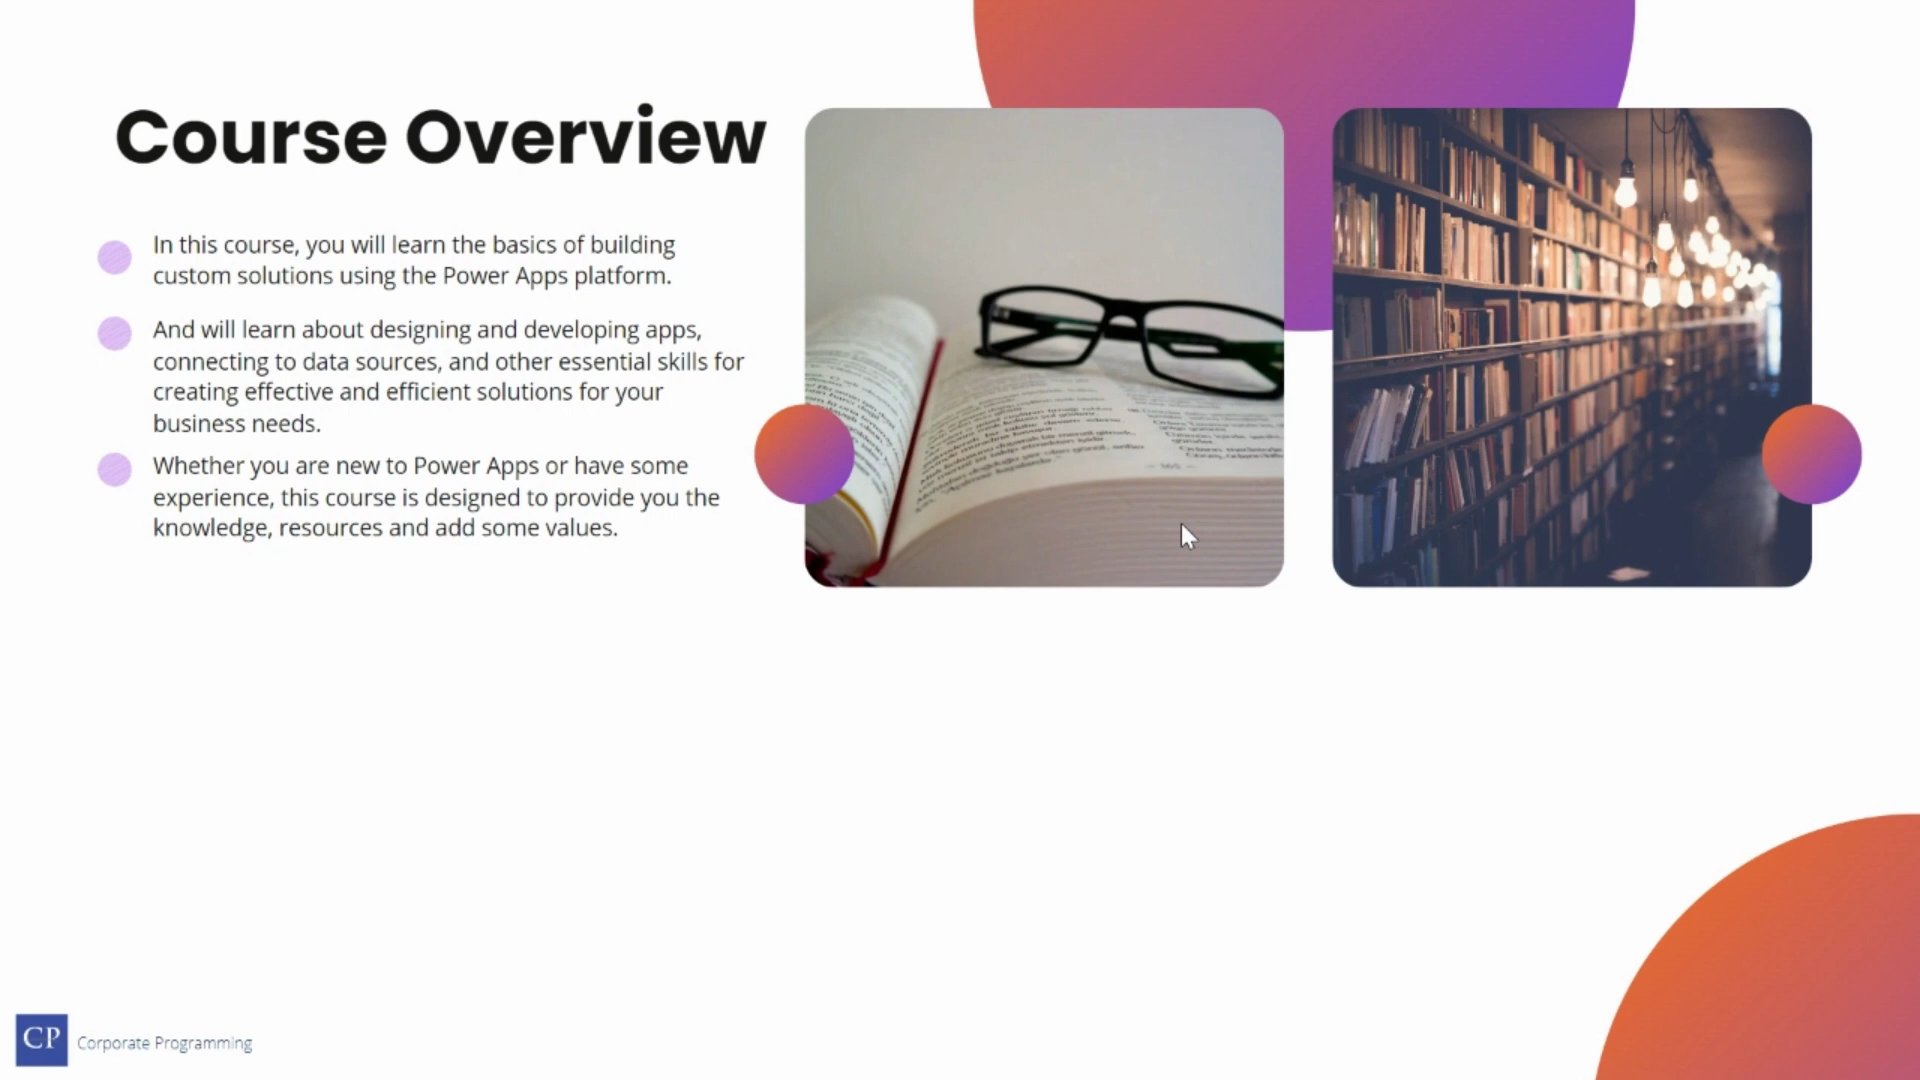 Course Overview
In this course, you will learn the basics of building
custom solutions using the Power Apps platform.
And will learn about designing and developing apps,
connecting to data sources, and other essential skills for
creating effective and efficient solutions for your
business needs.
Whether you are new to Power Apps or have some
experience, this course is designed to provide you the
knowledge, resources and add some values.
CP
Corporate Programming